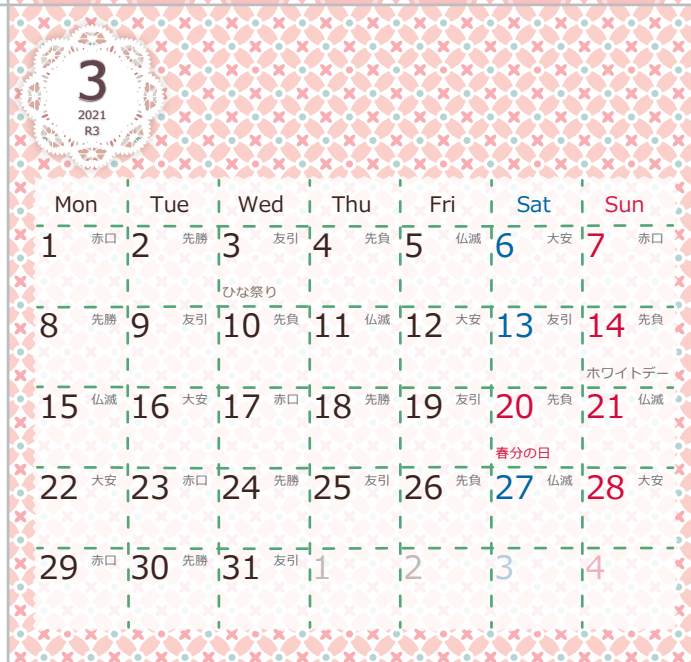 3
2021
R3
Mon Tue Wed Thu Fri Sat Sun
1 赤口 2 先勝 3 友引 4 先負 5 仏滅 6 大安 7 赤口
ひな祭り
8 先勝 9 友引 10 先負 11 仏滅 12 大安 13 友引 14 先負
ホワイトデー
15 仏滅 16 大安 17 赤口 18 先勝 19 友引 20 先負 21 仏滅
春分の日
22 大安 23 赤口 24 先勝 25 友引 26 先負 27 仏滅 28 大安
29 赤口 30 先勝 31 友引 1 2 3 4